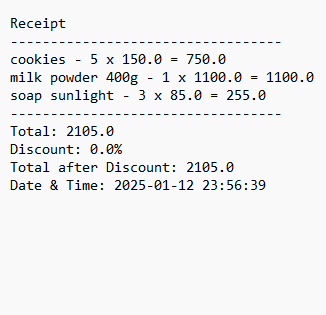 Receipt
---------------------------------
cookies - 5 x 150.0 = 750.0
milk powder 400g - 1 x 1100.0 = 1100.0
soap sunlight - 3 x 85.0 = 255.0
---------------------------------
Total: 2105.0
Discount: 0.0%
Total after Discount: 2105.0
Date & Time: 2025-01-12 23:56:39